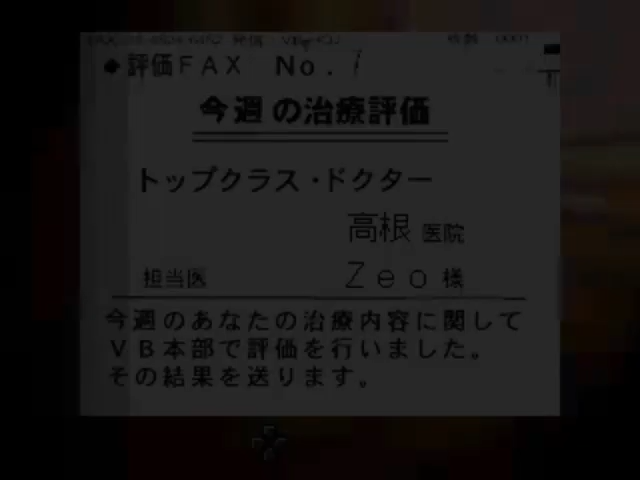 ◆評価FAX No. 7
今週の治療評価
トップクラス・ドクター
高根 医院
担当医 Zeo 様
今週のあなたの治療内容に関して
VB本部で評価を行いました。
その結果を送ります。